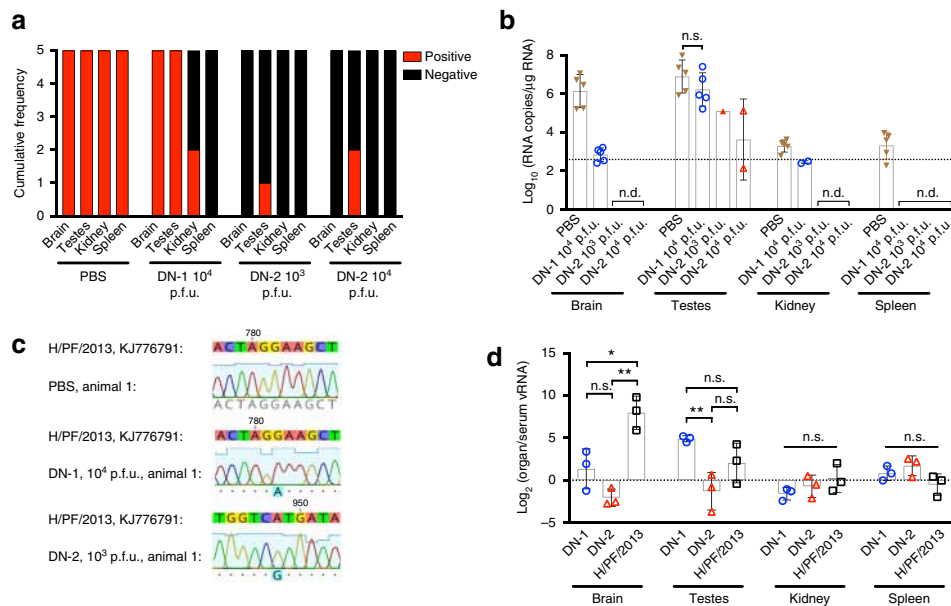 a
Cumulative frequency
5
4
3
2
1
0
Positive
Negative
Brain Testes Kidney Spleen Brain Testes Kidney Spleen Brain Testes Kidney Spleen Brain Testes Kidney Spleen
PBS
DN-1 10⁴ p.f.u.
DN-2 10³ p.f.u.
DN-2 10⁴ p.f.u.
b
Log₁₀ (RNA copies/µg RNA)
8
6
4
2
0
n.s.
n.d.
n.d.
n.d.
PBS DN-1 10⁴ p.f.u. DN-2 10³ p.f.u. DN-2 10⁴ p.f.u.
PBS DN-1 10⁴ p.f.u. DN-2 10³ p.f.u. DN-2 10⁴ p.f.u.
PBS DN-1 10⁴ p.f.u. DN-2 10³ p.f.u. DN-2 10⁴ p.f.u.
PBS DN-1 10⁴ p.f.u. DN-2 10³ p.f.u. DN-2 10⁴ p.f.u.
Brain Testes Kidney Spleen
c
780
H/PF/2013, KJ776791: ACTAGGAAGCT
PBS, animal 1:
ACTAGGAAGCT
780
H/PF/2013, KJ776791: ACTAGGAAGCT
DN-1, 10⁴ p.f.u., animal 1:
A
950
H/PF/2013, KJ776791: TGGTCATGATA
DN-2, 10³ p.f.u., animal 1:
G
d
Log₂ (organ/serum vRNA)
15
10
5
0
−5
*
n.s. **
n.s.
** n.s.
n.s.
n.s.
DN-1 DN-2 H/PF/2013 DN-1 DN-2 H/PF/2013 DN-1 DN-2 H/PF/2013 DN-1 DN-2 H/PF/2013
Brain Testes Kidney Spleen